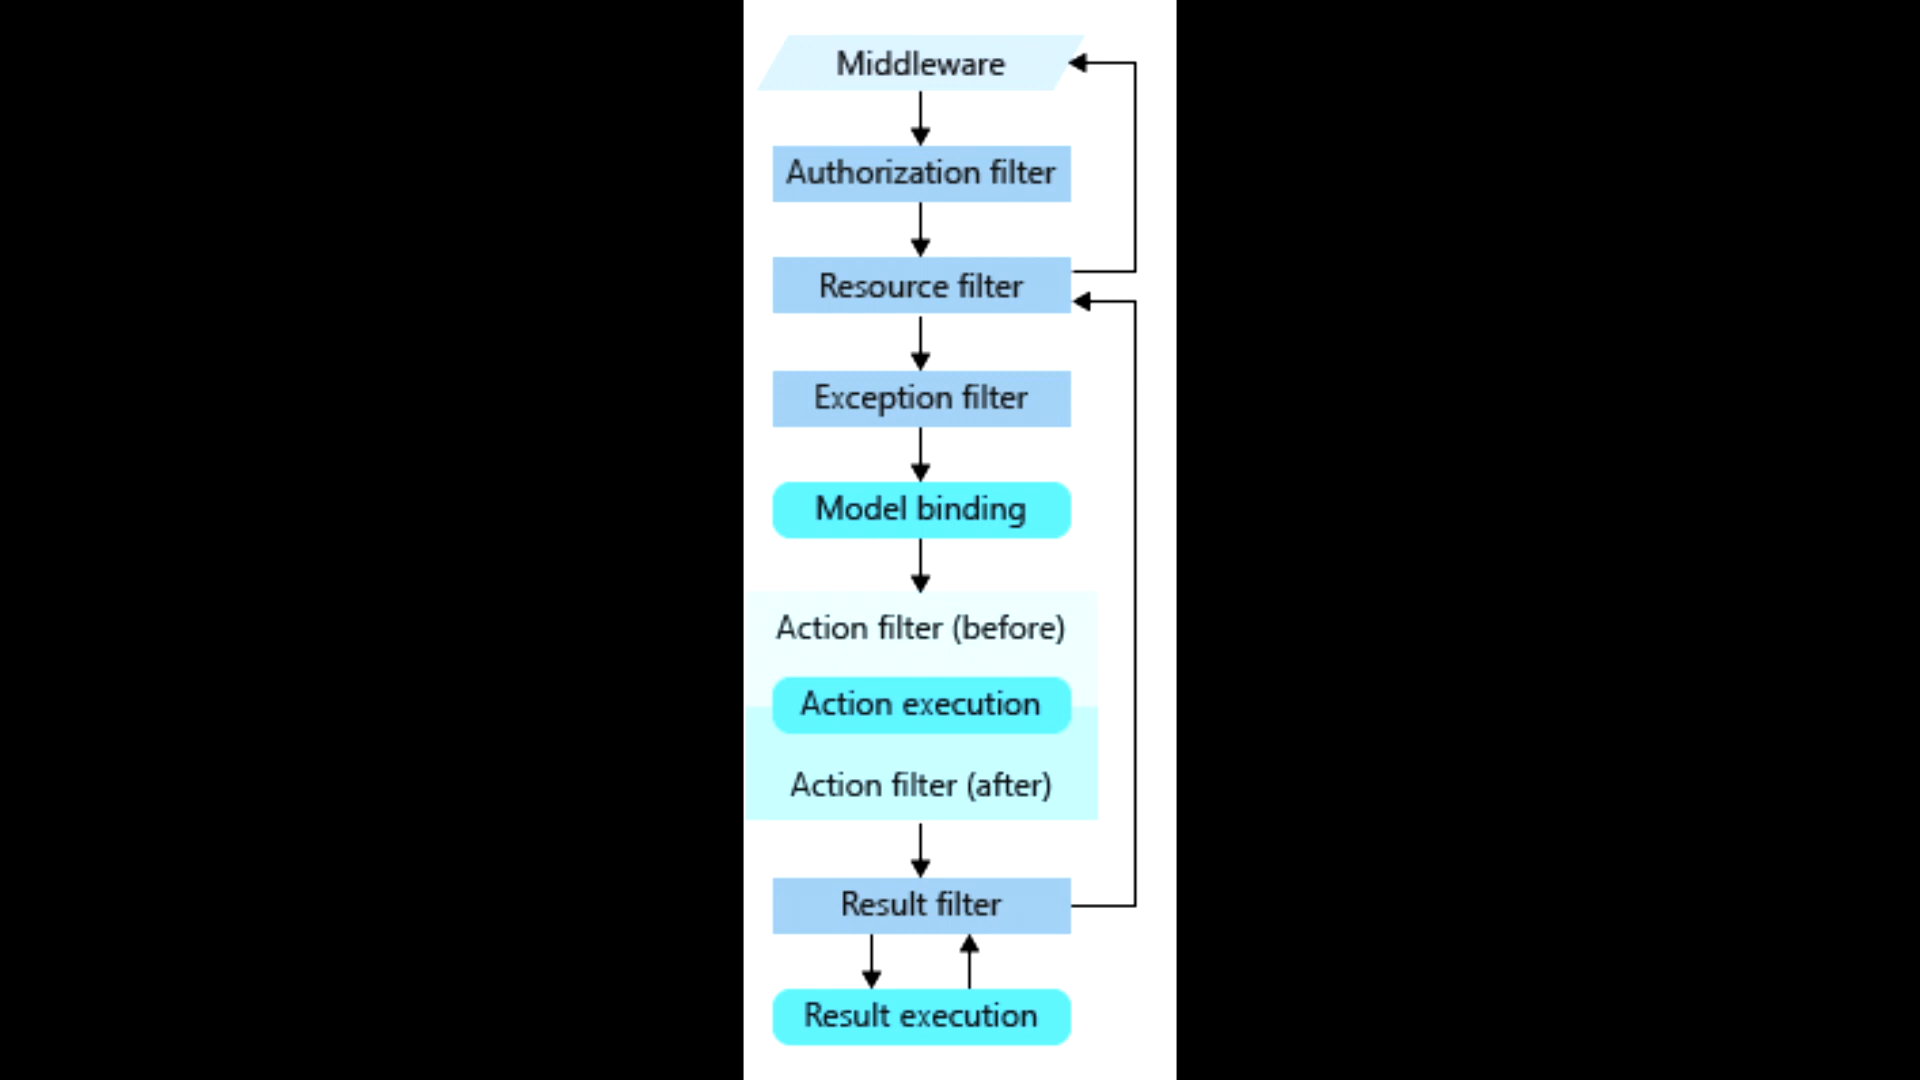 Middleware
Authorization filter
Resource filter
Exception filter
Model binding
Action filter (before)
Action execution
Action filter (after)
Result filter
Result execution